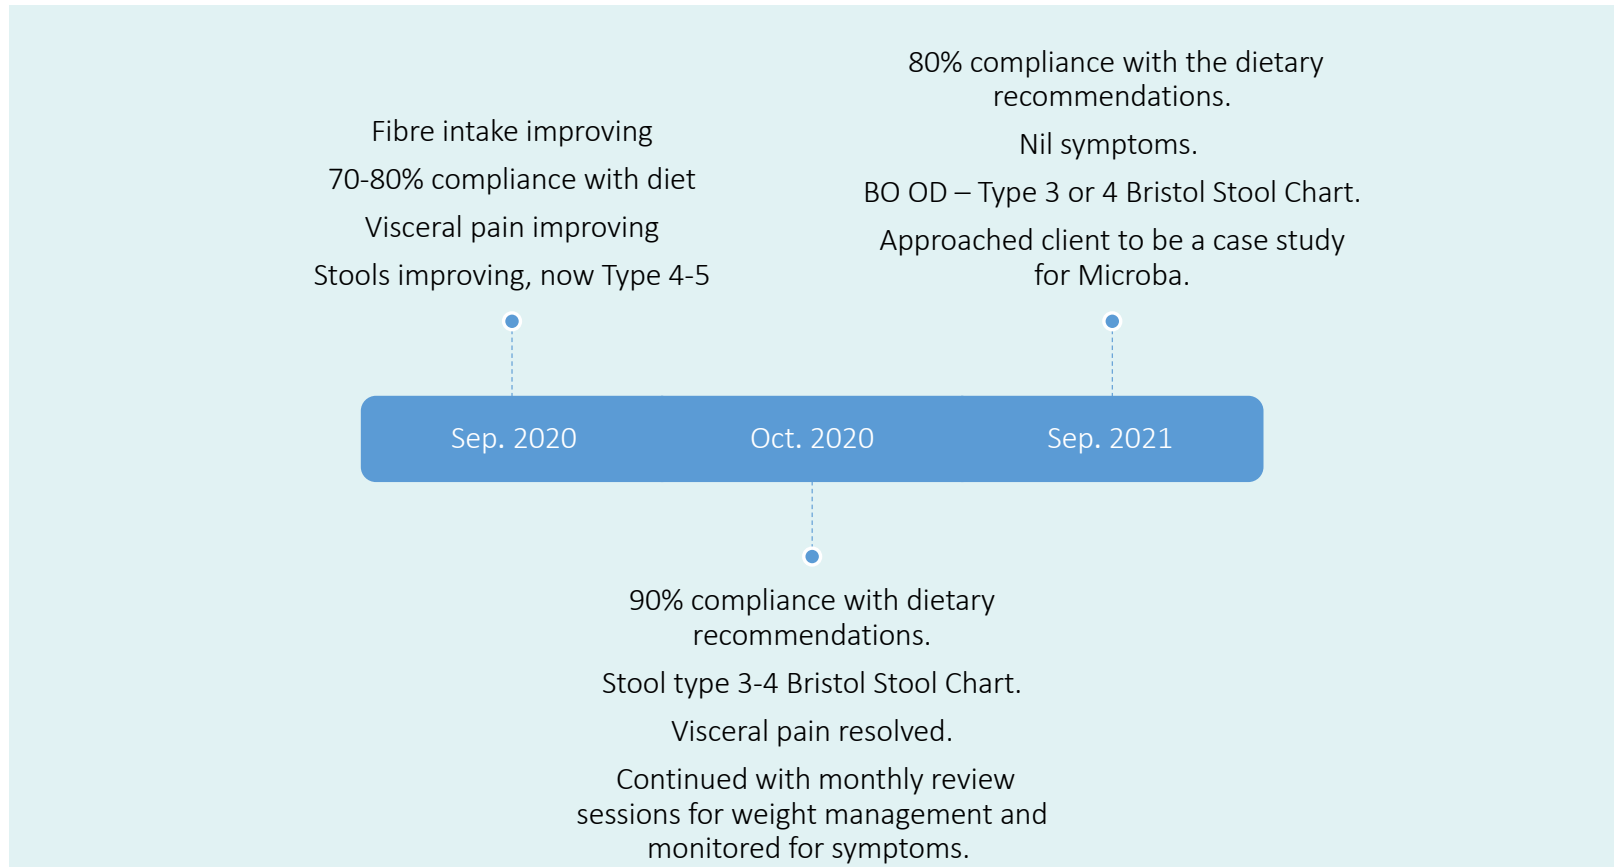 Fibre intake improving
70-80% compliance with diet
Visceral pain improving
Stools improving, now Type 4-5
80% compliance with the dietary
recommendations.
Nil symptoms.
BO OD – Type 3 or 4 Bristol Stool Chart.
Approached client to be a case study
for Microba.
Sep. 2020
Oct. 2020
Sep. 2021
90% compliance with dietary
recommendations.
Stool type 3-4 Bristol Stool Chart.
Visceral pain resolved.
Continued with monthly review
sessions for weight management and
monitored for symptoms.